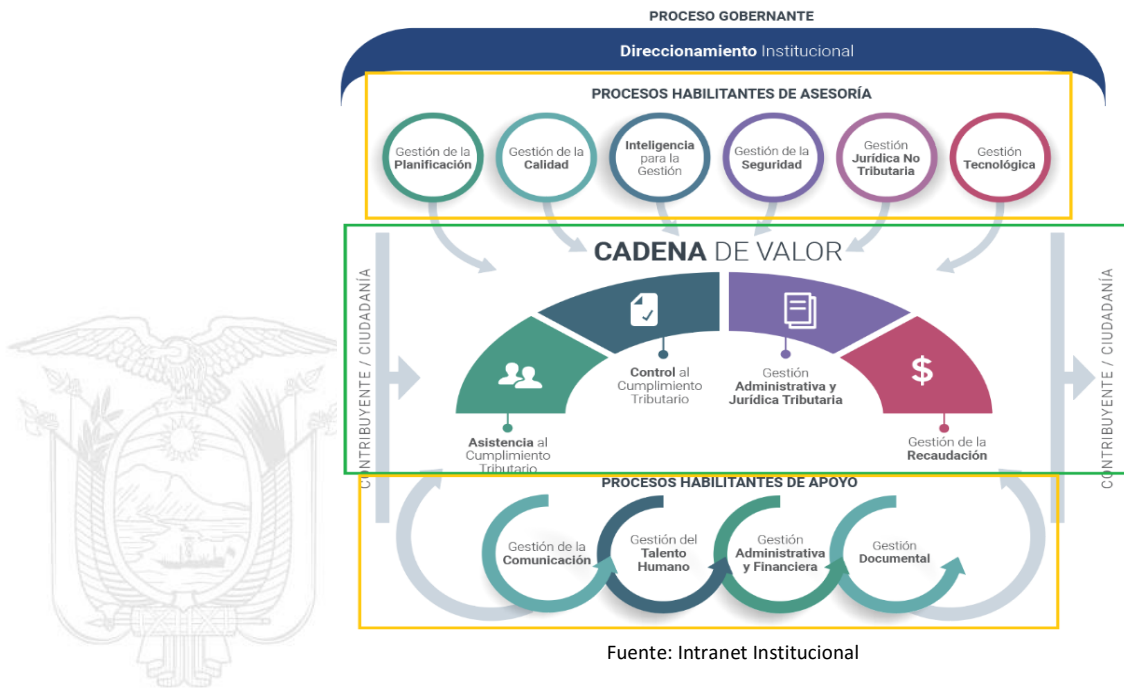 PROCESO GOBERNANTE
Direccionamiento Institucional
PROCESOS HABILITANTES DE ASESORÍA
Gestión de la
Planificación
Gestión de la
Calidad
Inteligencia
para la
Gestión
Gestión de la
Seguridad
Gestión
Jurídica No
Tributaria
Gestión
Tecnológica
CADENA DE VALOR
CONTRIBUYENTE / CIUDADANÍA
Asistencia al
Cumplimiento
Tributario
Control al
Cumplimiento
Tributario
Gestión
Administrativa y
Jurídica Tributaria
$
Gestión de la
Recaudación
CONTRIBUYENTE / CIUDADANÍA
PROCESOS HABILITANTES DE APOYO
Gestión de la
Comunicación
Gestión del
Talento
Humano
Gestión
Administrativa
y Financiera
Gestión
Documental
Fuente: Intranet Institucional